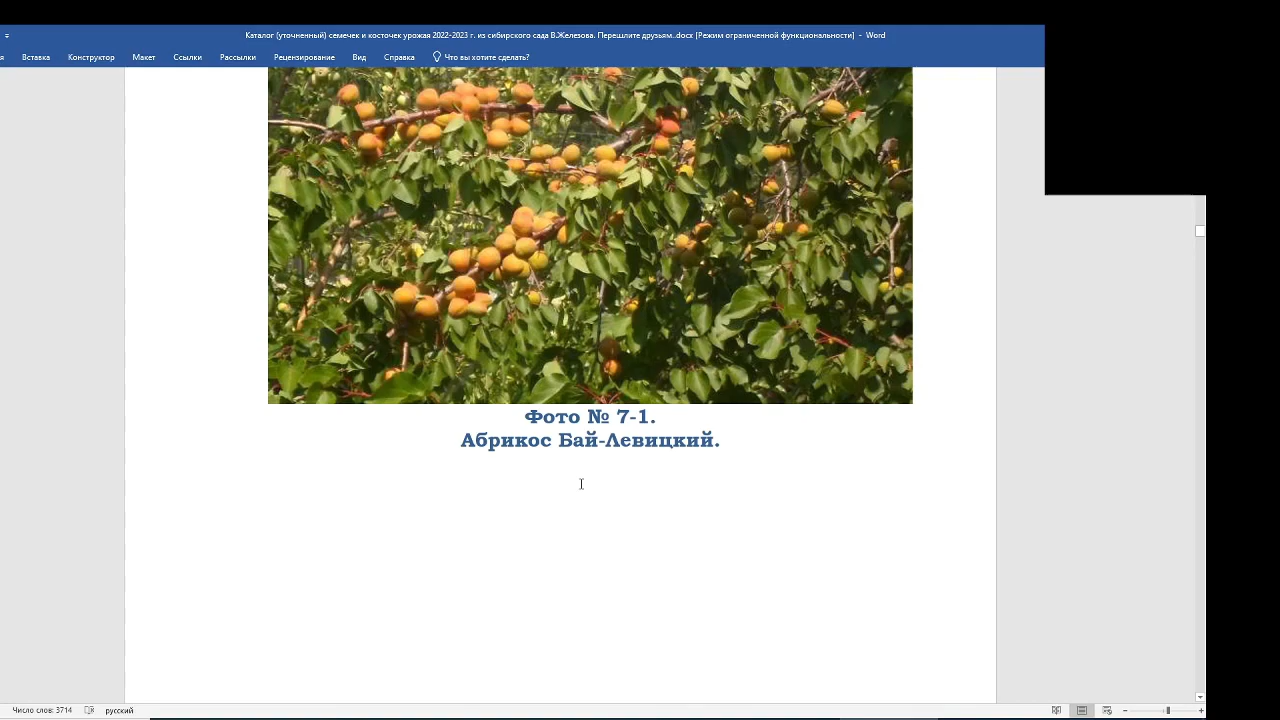 Каталог (уточненный) семечек и косточек урожая 2022-2023 г. из сибирского сада В.Железова. Перешлите друзьям..docx [Режим ограниченной функциональности] - Word
я Вставка Конструктор Макет Ссылки Рассылки Рецензирование Вид Справка Что вы хотите сделать?
Фото № 7-1.
Абрикос Бай-Левицкий.
Число слов: 3714 русский